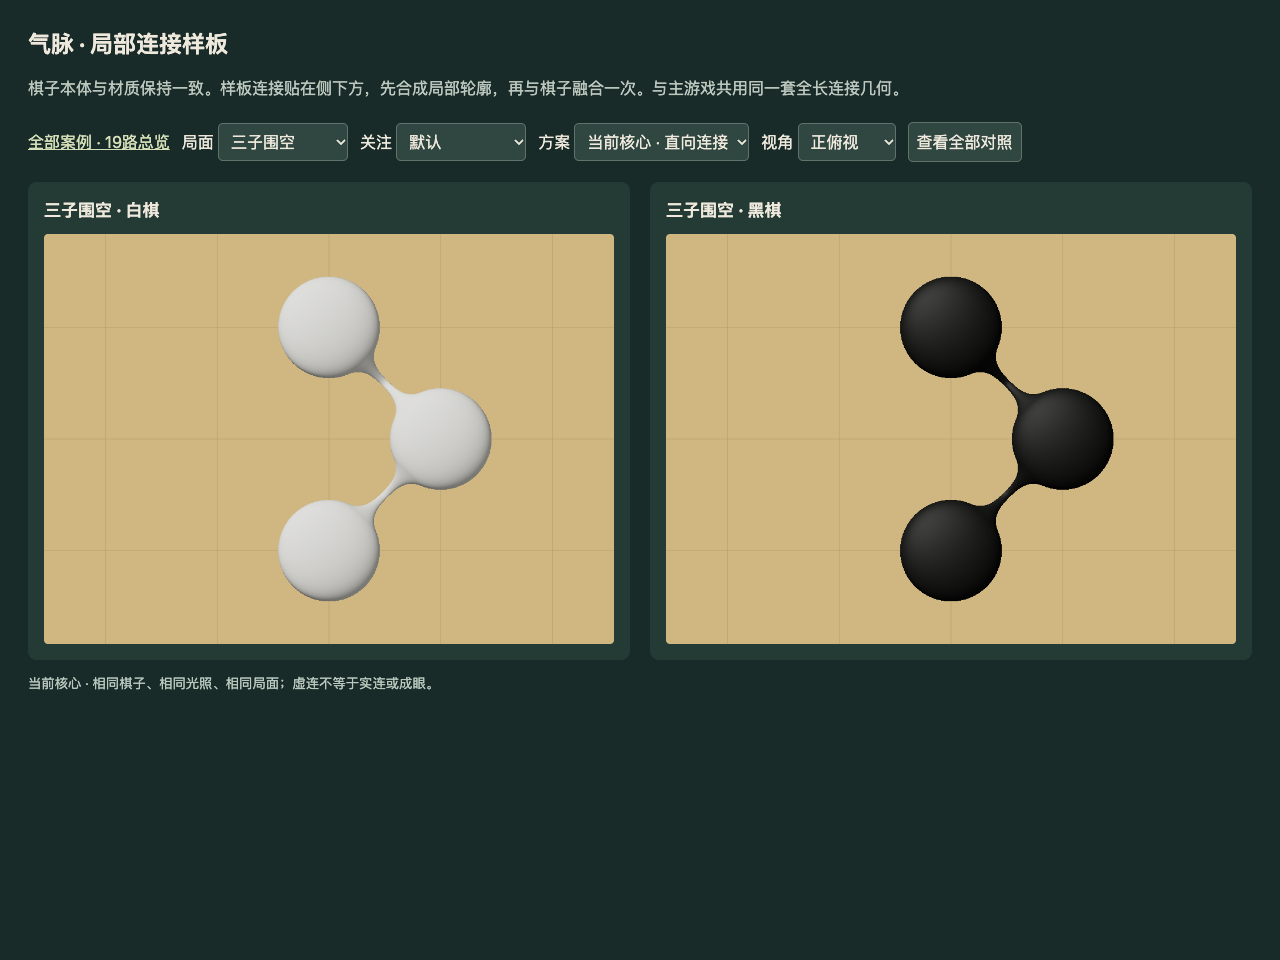 气脉 · 局部连接样板
棋子本体与材质保持一致。样板连接贴在侧下方，先合成局部轮廓，再与棋子融合一次。与主游戏共用同一套全长连接几何。
全部案例 · 19路总览 局面 三子围空 关注 默认 方案 当前核心 · 直向连接 视角 正俯视 查看全部对照
三子围空 · 白棋
三子围空 · 黑棋
当前核心 · 相同棋子、相同光照、相同局面；虚连不等于实连或成眼。